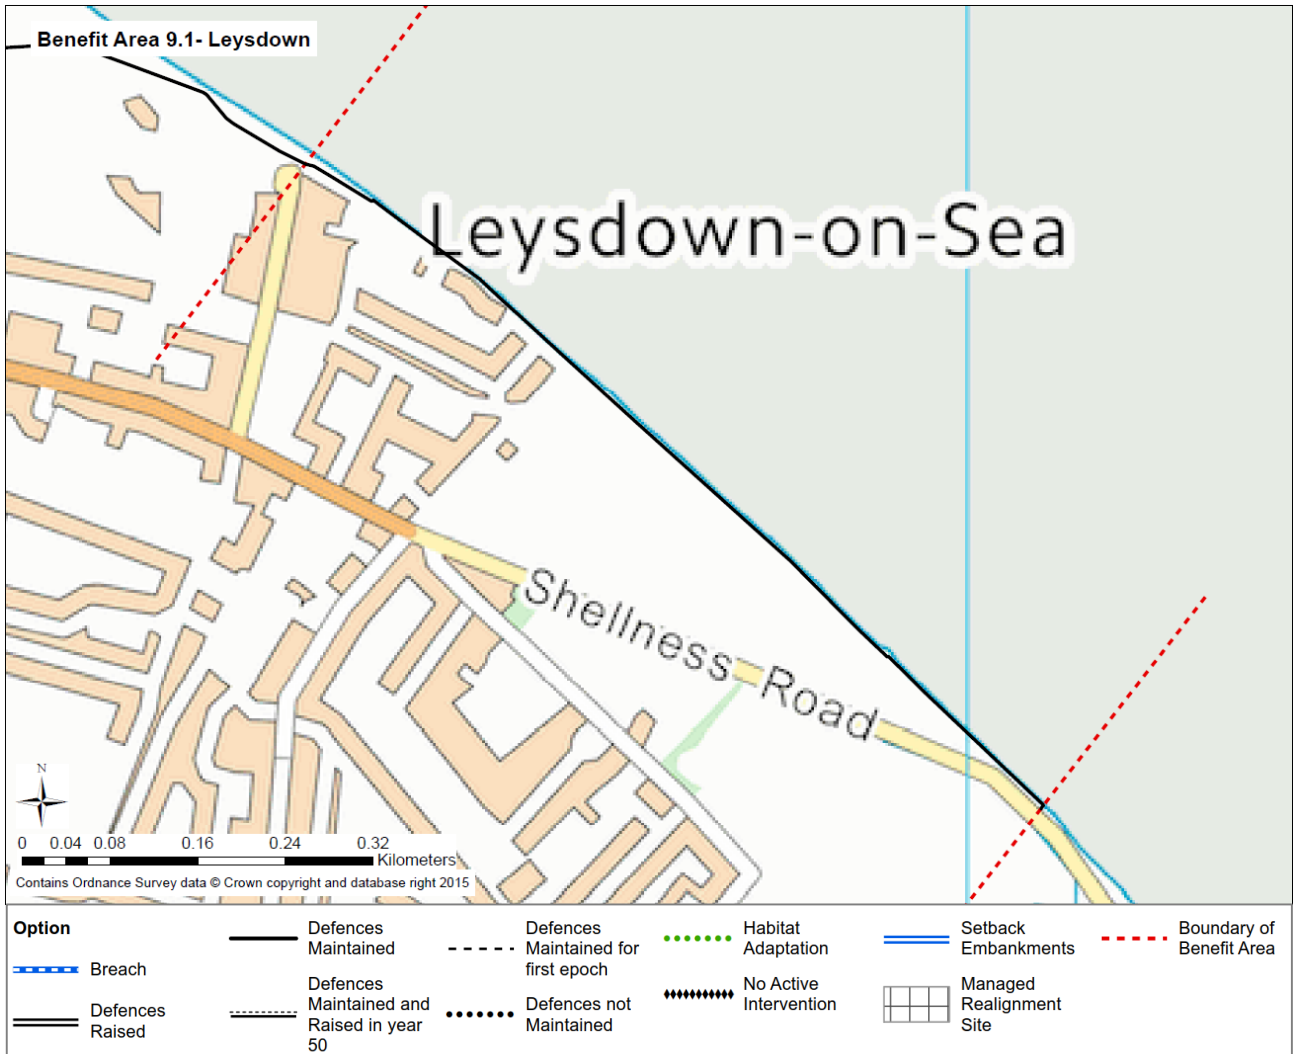 Benefit Area 9.1- Leysdown
Leysdown-on-Sea
Shellness Road
N
0 0.04 0.08 0.16 0.24 0.32
Kilometers
Contains Ordnance Survey data © Crown copyright and database right 2015
Option
Breach
Defences
Raised
Defences
Maintained
Defences
Maintained and
Raised in year
50
Defences
Maintained for
first epoch
Defences not
Maintained
Habitat
Adaptation
No Active
Intervention
Setback
Embankments
Managed
Realignment
Site
Boundary of
Benefit Area